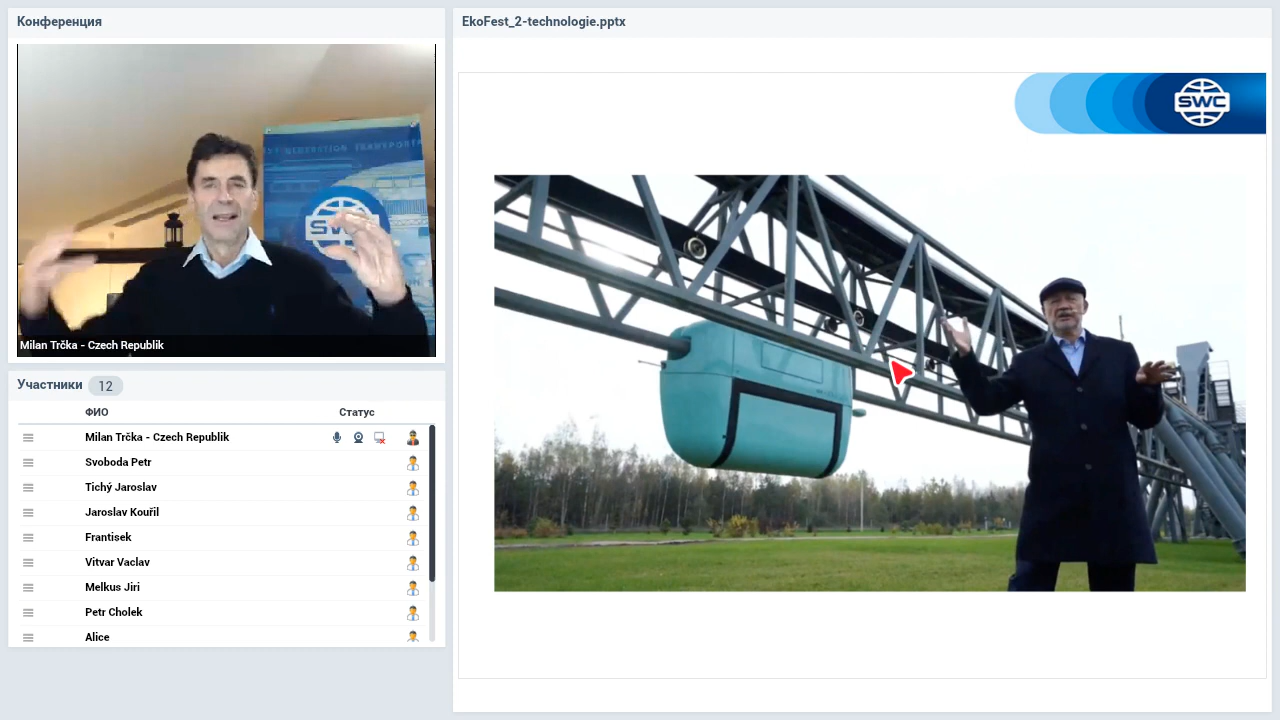 Конференция
Milan Trčka - Czech Republik
Участники 12
ФИО Статус
Milan Trčka - Czech Republik
Svoboda Petr
Tichý Jaroslav
Jaroslav Kouřil
Frantisek
Vitvar Vaclav
Melkus Jiri
Petr Cholek
Alice
EkoFest_2-technologie.pptx
SWC